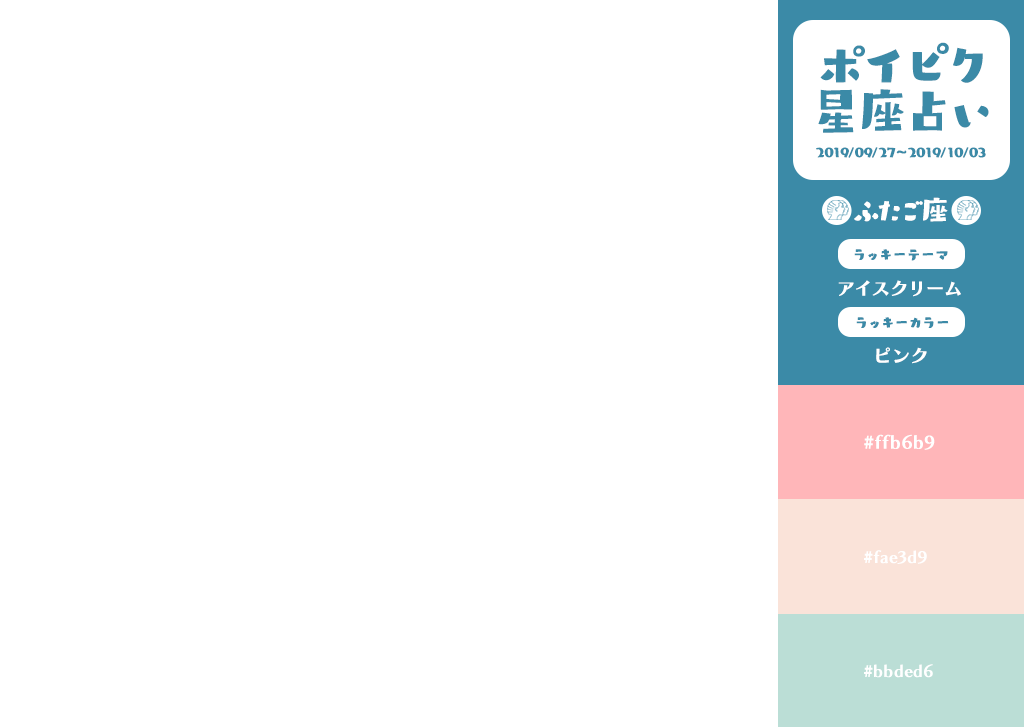 ポイピク
星座占い
2019/09/27~2019/10/03
ふたご座
ラッキーテーマ
アイスクリーム
ラッキーカラー
ピンク
#ffb6b9
#fae3d9
#bbded6